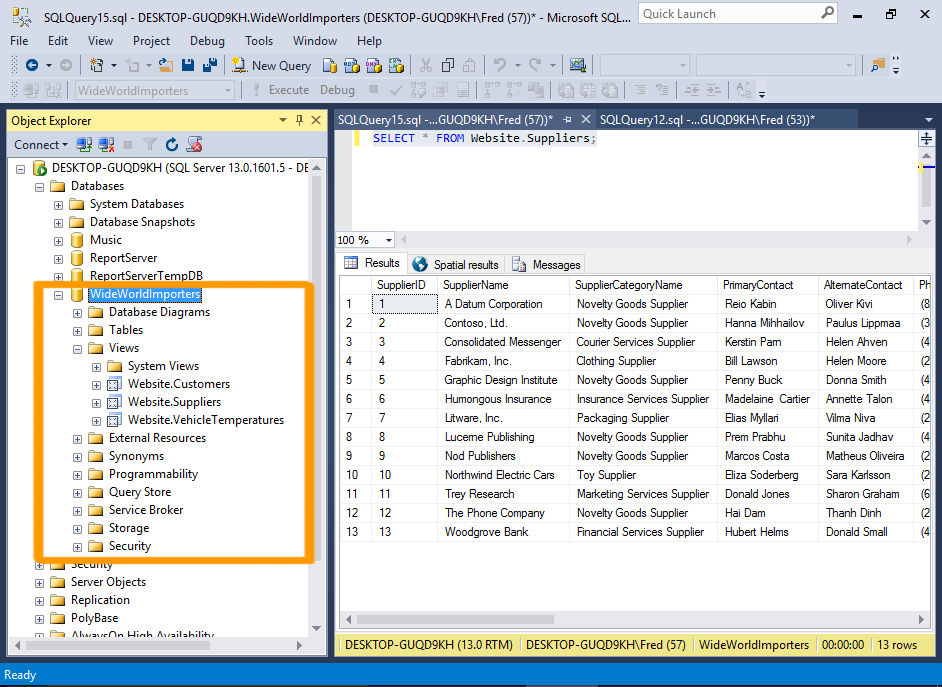 SQLQuery15.sql - DESKTOP-GUQD9KH.WideWorldImporters (DESKTOP-GUQD9KH\Fred (57))* - Microsoft SQL...
Quick Launch
File Edit View Project Debug Tools Window Help
New Query
WideWorldImporters Execute Debug
Object Explorer
Connect
DESKTOP-GUQD9KH (SQL Server 13.0.1601.5 - DE
Databases
System Databases
Database Snapshots
Music
ReportServer
ReportServerTempDB
WideWorldImporters
Database Diagrams
Tables
Views
System Views
Website.Customers
Website.Suppliers
Website.VehicleTemperatures
External Resources
Synonyms
Programmability
Query Store
Service Broker
Storage
Security
Security
Server Objects
Replication
PolyBase
AlwaysOn High Availability
SQLQuery15.sql -...GUQD9KH\Fred (57))* SQLQuery12.sql -...GUQD9KH\Fred (53))*
SELECT * FROM Website.Suppliers;
100 %
Results Spatial results Messages
SupplierID SupplierName SupplierCategoryName PrimaryContact AlternateContact Ph
1 1 A Datum Corporation Novelty Goods Supplier Reio Kabin Oliver Kivi (8
2 2 Contoso, Ltd. Novelty Goods Supplier Hanna Mihhailov Paulus Lippmaa (3
3 3 Consolidated Messenger Courier Services Supplier Kerstin Parn Helen Ahven (4
4 4 Fabrikam, Inc. Clothing Supplier Bill Lawson Helen Moore (2
5 5 Graphic Design Institute Novelty Goods Supplier Penny Buck Donna Smith (4
6 6 Humongous Insurance Insurance Services Supplier Madelaine Cartier Annette Talon (4
7 7 Litware, Inc. Packaging Supplier Elias Myllari Vilma Niva (2
8 8 Lucerne Publishing Novelty Goods Supplier Prem Prabhu Sunita Jadhav (4
9 9 Nod Publishers Novelty Goods Supplier Marcos Costa Matheus Oliveira (2
10 10 Northwind Electric Cars Toy Supplier Eliza Soderberg Sara Karlsson (2
11 11 Trey Research Marketing Services Supplier Donald Jones Sharon Graham (6
12 12 The Phone Company Novelty Goods Supplier Hai Dam Thanh Dinh (2
13 13 Woodgrove Bank Financial Services Supplier Hubert Helms Donald Small (4
DESKTOP-GUQD9KH (13.0 RTM) DESKTOP-GUQD9KH\Fred (57) WideWorldImporters 00:00:00 13 rows
Ready